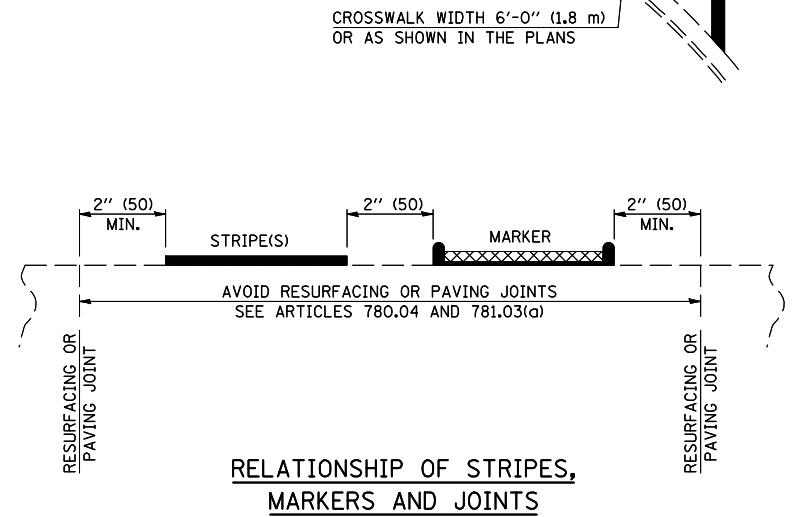 CROSSWALK WIDTH 6'-0" (1.8 m)
OR AS SHOWN IN THE PLANS
2" (50)
MIN.
2" (50)
2" (50)
MIN.
STRIPE(S)
MARKER
AVOID RESURFACING OR PAVING JOINTS
SEE ARTICLES 780.04 AND 781.03(a)
RESURFACING OR
PAVING JOINT
RESURFACING OR
PAVING JOINT
RELATIONSHIP OF STRIPES,
MARKERS AND JOINTS